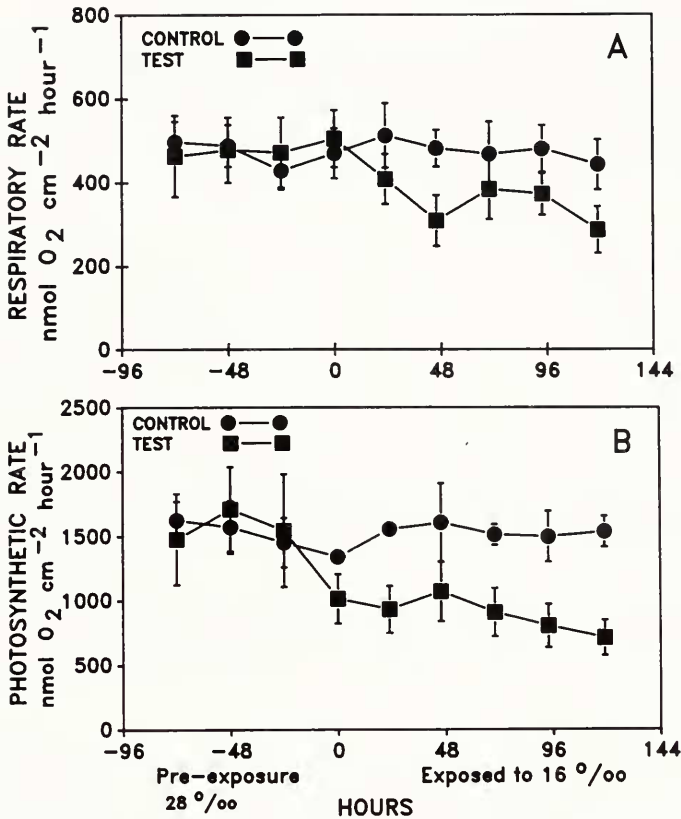 800
600
400
200
0
RESPIRATORY RATE
nmol O2 cm−2 hour−1
CONTROL
TEST
A
−96 −48 0 48 96 144
2500
2000
1500
1000
500
0
PHOTOSYNTHETIC RATE
nmol O2 cm−2 hour−1
CONTROL
TEST
B
−96 −48 0 48 96 144
Pre-exposure Exposed to 16 º/oo
28 º/oo
HOURS